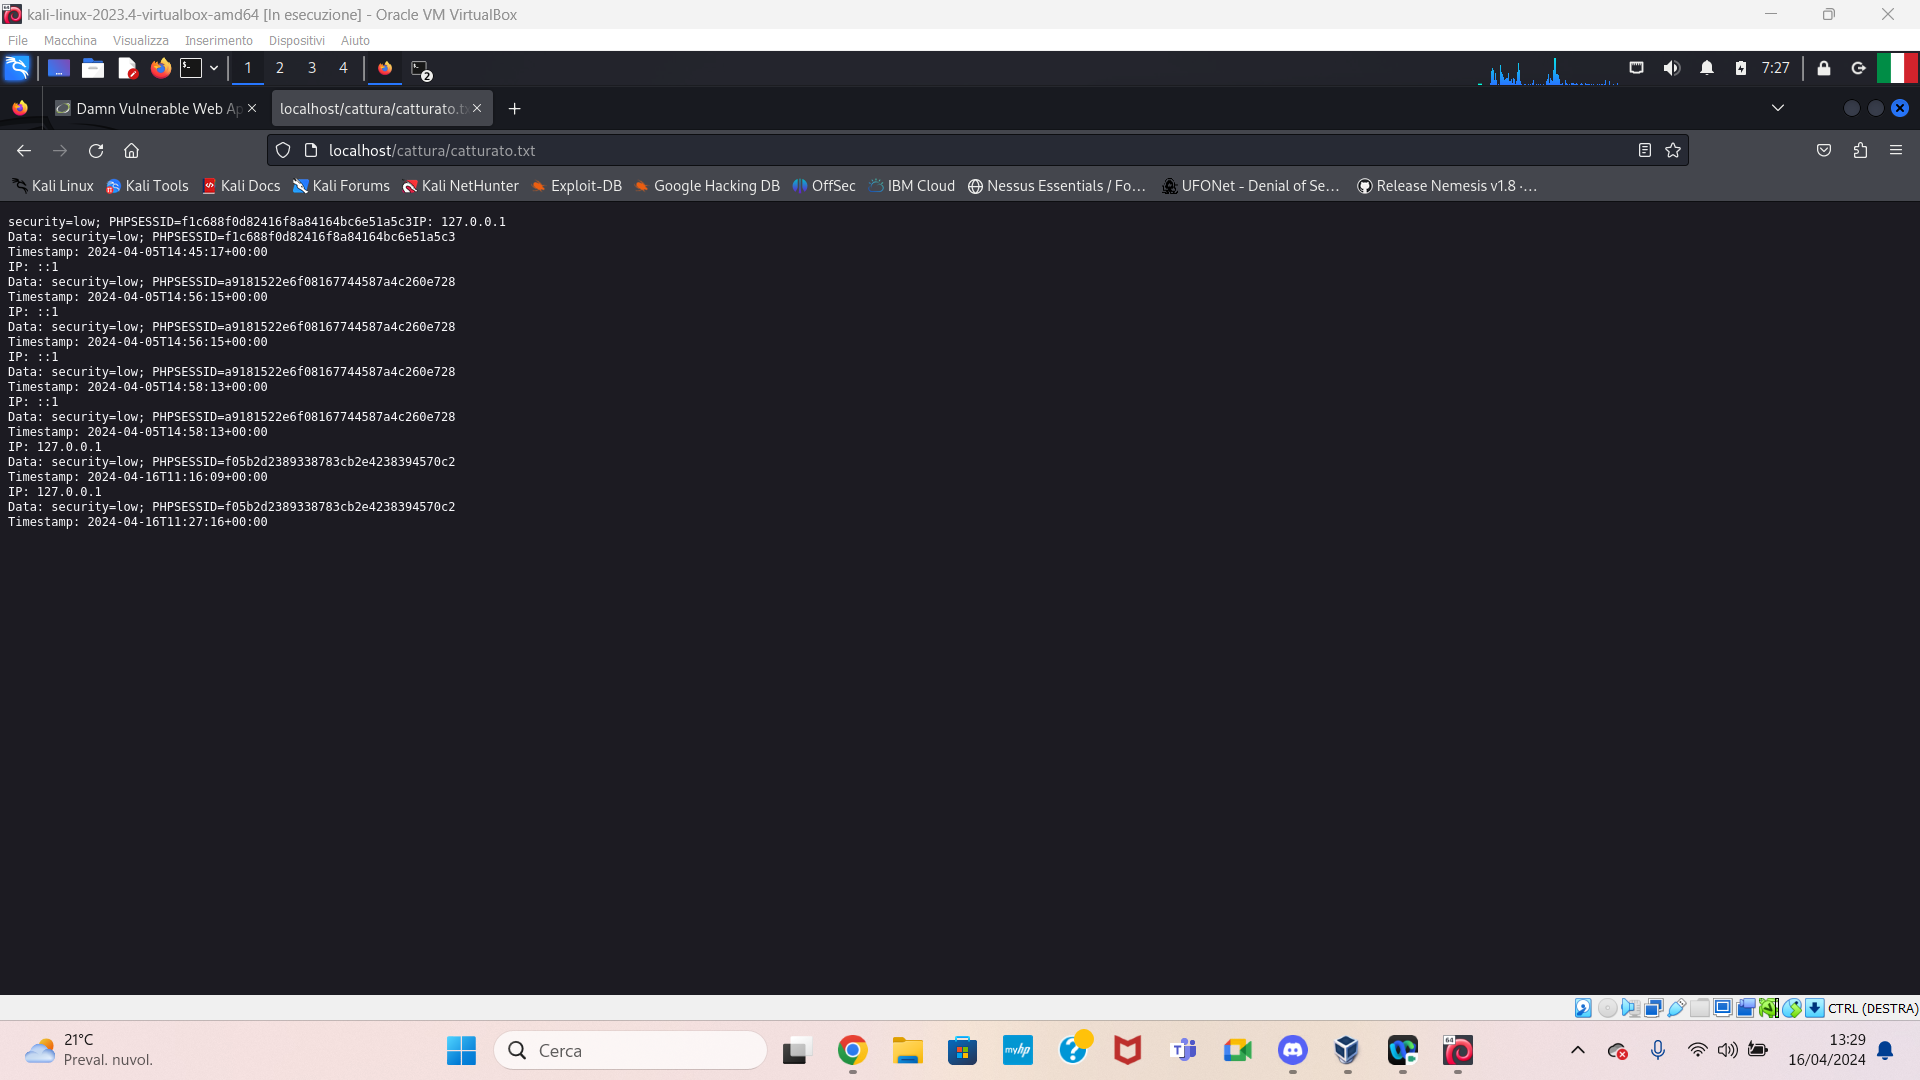 kali-linux-2023.4-virtualbox-amd64 [In esecuzione] - Oracle VM VirtualBox
File Macchina Visualizza Inserimento Dispositivi Aiuto
1 2 3 4 2 7:27
Damn Vulnerable Web Ap localhost/cattura/catturato.tx
localhost/cattura/catturato.txt
Kali Linux Kali Tools Kali Docs Kali Forums Kali NetHunter Exploit-DB Google Hacking DB OffSec IBM Cloud Nessus Essentials / Fo… UFONet - Denial of Se… Release Nemesis v1.8 ·…
security=low; PHPSESSID=f1c688f0d82416f8a84164bc6e51a5c3IP: 127.0.0.1
Data: security=low; PHPSESSID=f1c688f0d82416f8a84164bc6e51a5c3
Timestamp: 2024-04-05T14:45:17+00:00
IP: ::1
Data: security=low; PHPSESSID=a9181522e6f08167744587a4c260e728
Timestamp: 2024-04-05T14:56:15+00:00
IP: ::1
Data: security=low; PHPSESSID=a9181522e6f08167744587a4c260e728
Timestamp: 2024-04-05T14:56:15+00:00
IP: ::1
Data: security=low; PHPSESSID=a9181522e6f08167744587a4c260e728
Timestamp: 2024-04-05T14:58:13+00:00
IP: ::1
Data: security=low; PHPSESSID=a9181522e6f08167744587a4c260e728
Timestamp: 2024-04-05T14:58:13+00:00
IP: 127.0.0.1
Data: security=low; PHPSESSID=f05b2d2389338783cb2e4238394570c2
Timestamp: 2024-04-16T11:16:09+00:00
IP: 127.0.0.1
Data: security=low; PHPSESSID=f05b2d2389338783cb2e4238394570c2
Timestamp: 2024-04-16T11:27:16+00:00
CTRL (DESTRA)
21°C
Preval. nuvol.
Cerca
myhp
64
13:29
16/04/2024